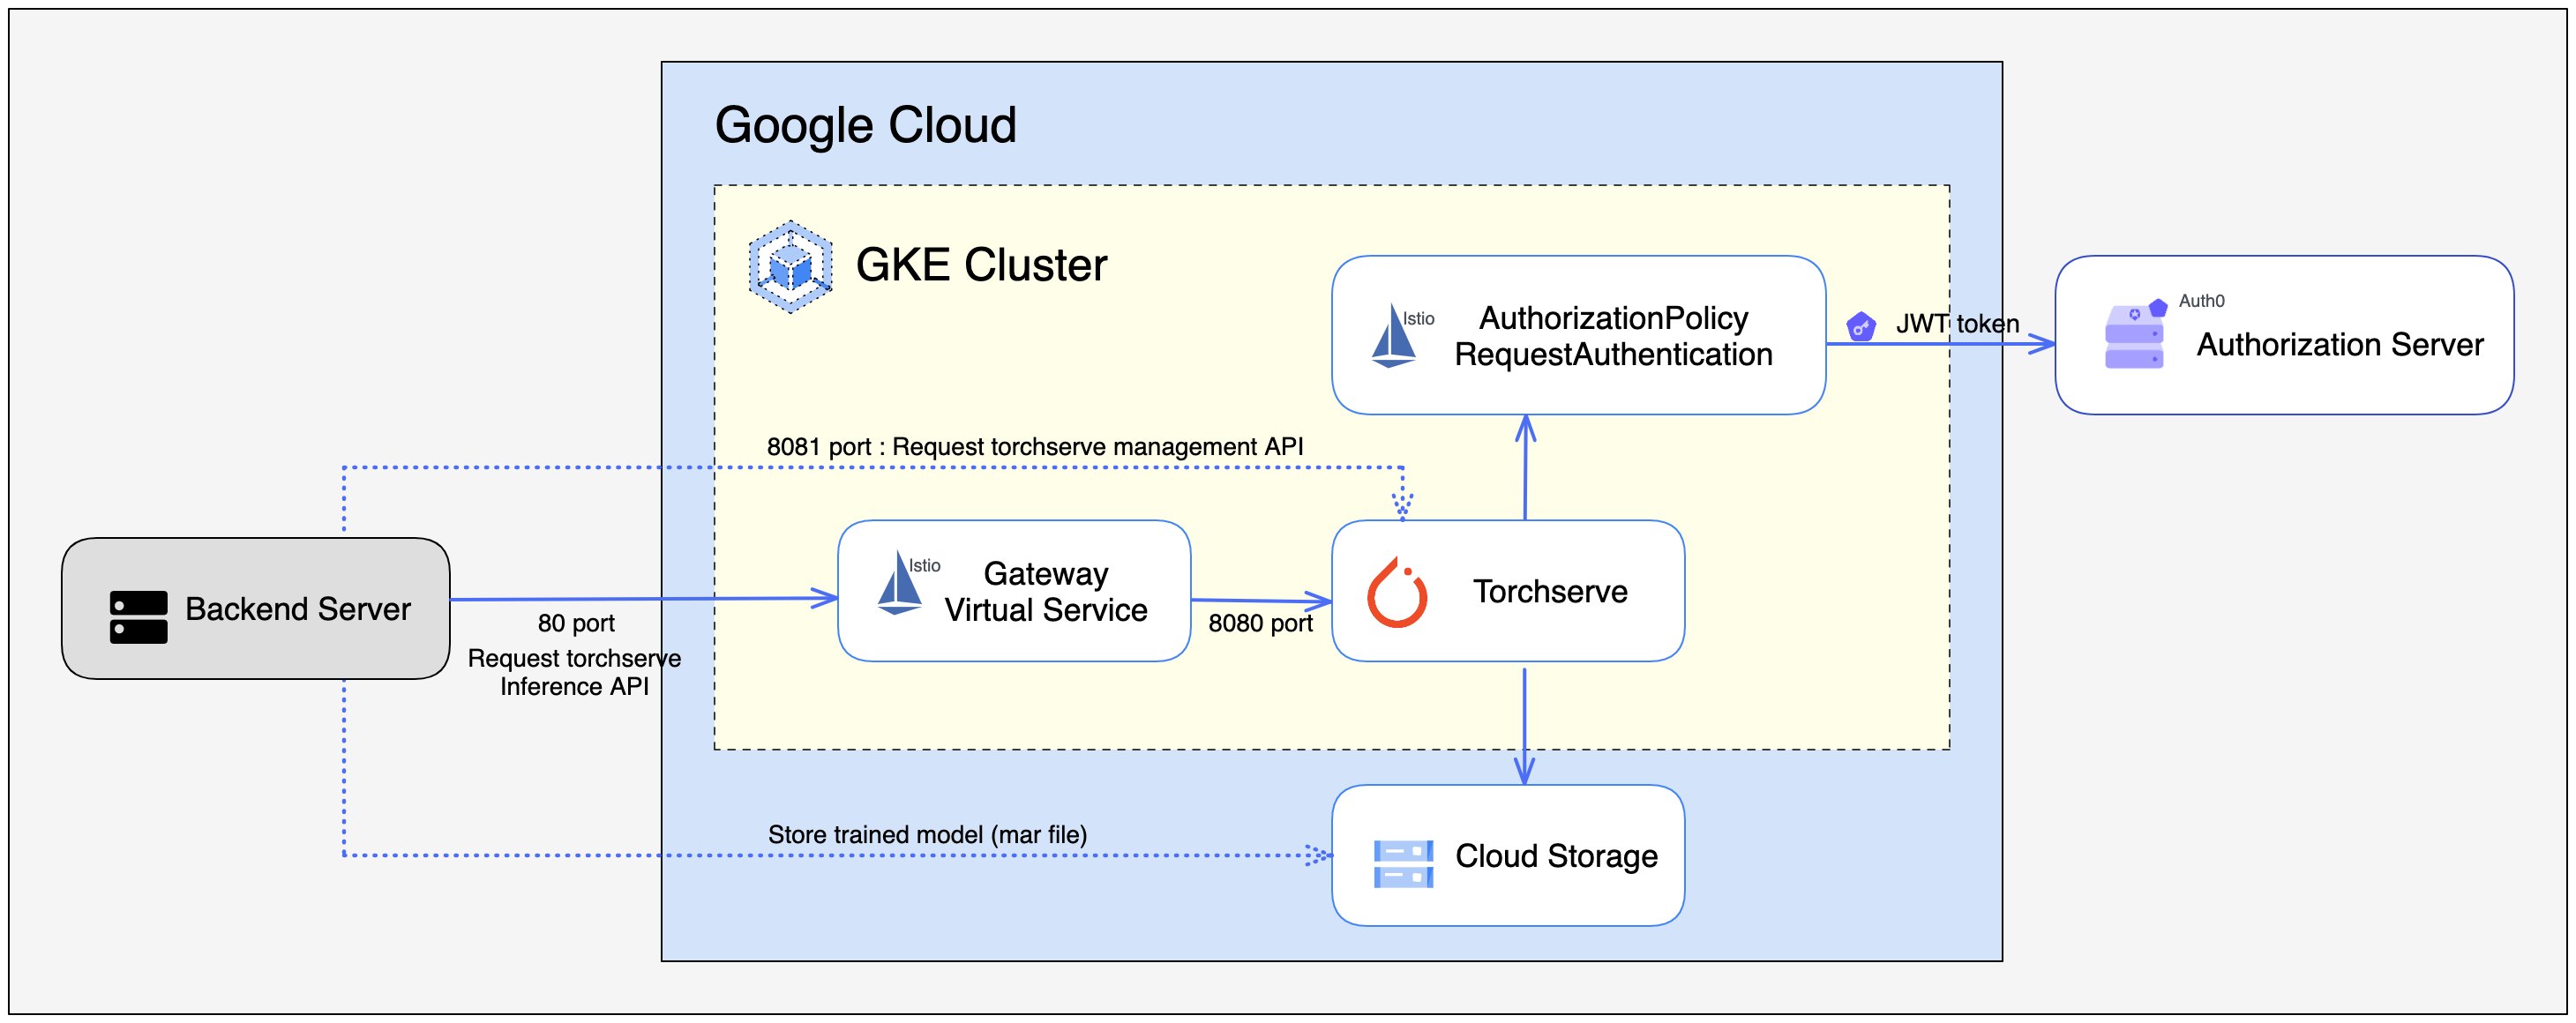 Google Cloud
GKE Cluster
Istio
AuthorizationPolicy
RequestAuthentication
JWT token
Auth0
Authorization Server
8081 port : Request torchserve management API
Backend Server
80 port
Request torchserve
Inference API
Istio
Gateway
Virtual Service
8080 port
Torchserve
Store trained model (mar file)
Cloud Storage